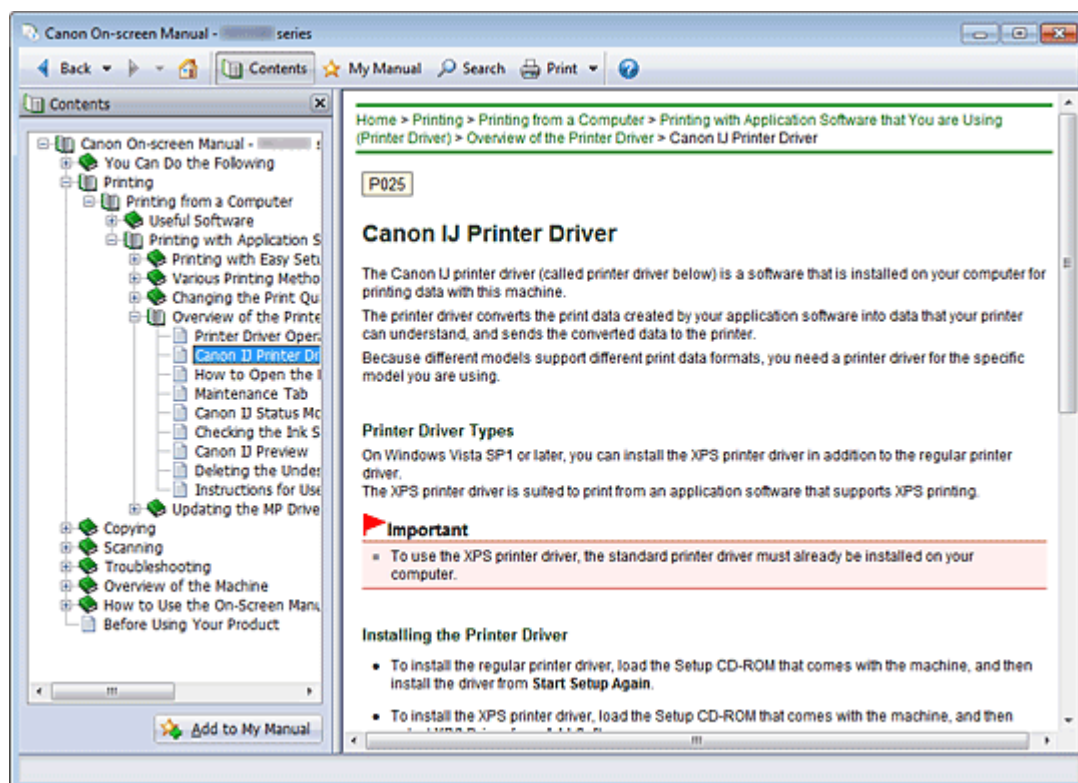 Canon On-screen Manual - series
Back Contents My Manual Search Print
Contents
Canon On-screen Manual -
You Can Do the Following
Printing
Printing from a Computer
Useful Software
Printing with Application S
Printing with Easy Setu
Various Printing Metho
Changing the Print Qu
Overview of the Printe
Printer Driver Oper
Canon IJ Printer Dr
How to Open the
Maintenance Tab
Canon IJ Status Mo
Checking the Ink S
Canon IJ Preview
Deleting the Undes
Instructions for Use
Updating the MP Drive
Copying
Scanning
Troubleshooting
Overview of the Machine
How to Use the On-Screen Manu
Before Using Your Product
Add to My Manual
Home > Printing > Printing from a Computer > Printing with Application Software that You are Using
(Printer Driver) > Overview of the Printer Driver > Canon IJ Printer Driver
P025
Canon IJ Printer Driver
The Canon IJ printer driver (called printer driver below) is a software that is installed on your computer for
printing data with this machine.
The printer driver converts the print data created by your application software into data that your printer
can understand, and sends the converted data to the printer.
Because different models support different print data formats, you need a printer driver for the specific
model you are using.
Printer Driver Types
On Windows Vista SP1 or later, you can install the XPS printer driver in addition to the regular printer
driver.
The XPS printer driver is suited to print from an application software that supports XPS printing.
Important
To use the XPS printer driver, the standard printer driver must already be installed on your
computer.
Installing the Printer Driver
To install the regular printer driver, load the Setup CD-ROM that comes with the machine, and then
install the driver from Start Setup Again.
To install the XPS printer driver, load the Setup CD-ROM that comes with the machine, and then